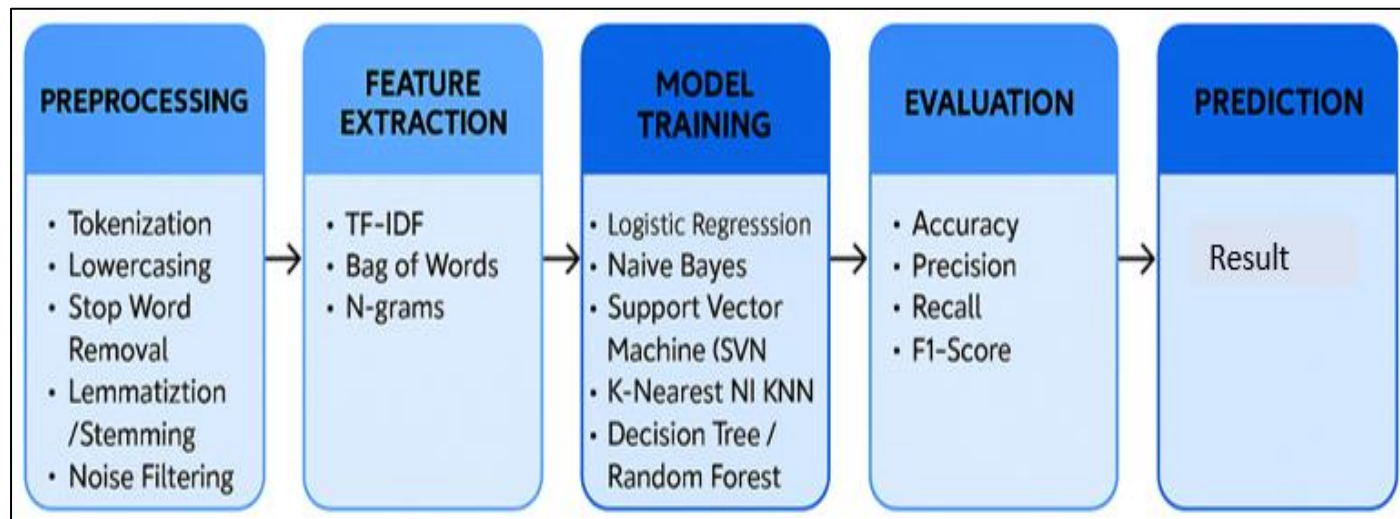 PREPROCESSING
• Tokenization
• Lowercasing
• Stop Word
Removal
• Lemmatiztion
/Stemming
• Noise Filtering
FEATURE
EXTRACTION
• TF-IDF
• Bag of Words
• N-grams
MODEL
TRAINING
• Logistic Regresssion
• Naive Bayes
• Support Vector
Machine (SVN
• K-Nearest NI KNN
• Decision Tree /
Random Forest
EVALUATION
• Accuracy
• Precision
• Recall
• F1-Score
PREDICTION
Result